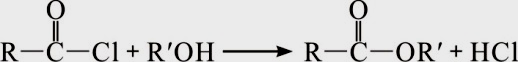 O O
R—C—Cl + R′OH ⟶ R—C—OR′ + HCl